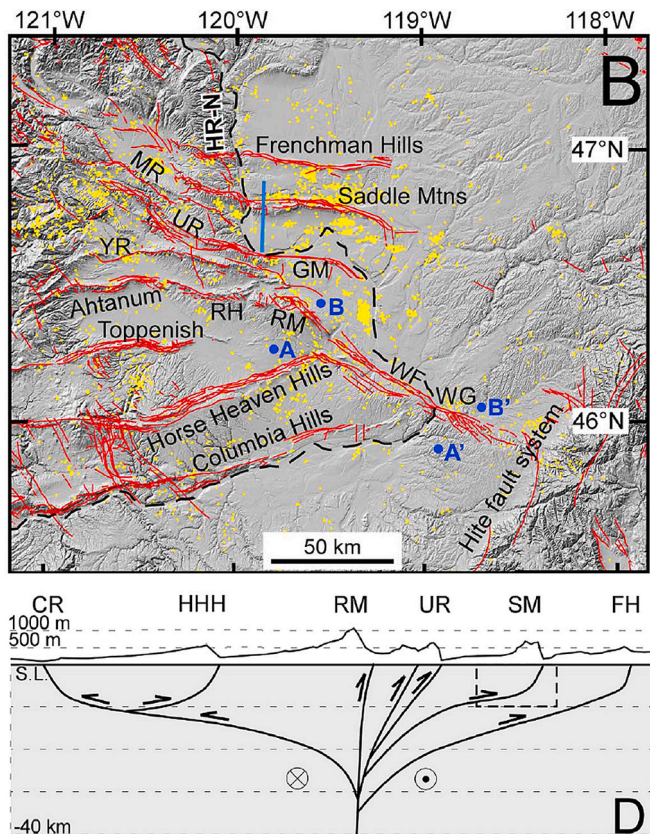 121°W 120°W 119°W 118°W
B
HR-N
47°N
Frenchman Hills
MR
Saddle Mtns
UR
YR
GM
Ahtanum
RH
RM
B
Toppenish
A
WF
WG
B'
46°N
Horse Heaven Hills
A'
Columbia Hills
Hite fault system
50 km
CR HHH RM UR SM FH
1000 m
500 m
S.L.
-40 km
D